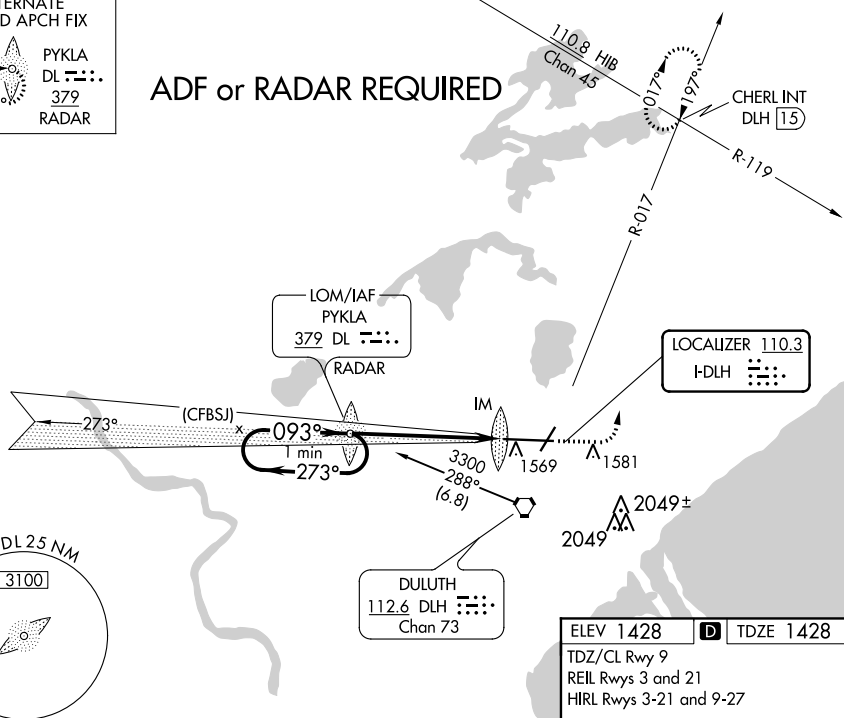 TERNATE
D APCH FIX
PYKLA
DL
379
RADAR
ADF or RADAR REQUIRED
110.8 HIB
Chan 45
017°
197°
CHERL INT
DLH 15
R-119
R-017
LOM/IAF
PYKLA
379 DL
RADAR
LOCALIZER 110.3
I-DLH
IM
(CFBSJ)
273°
x
093°
1 min
273°
1569
1581
3300
288°
(6.8)
2049±
2049
DL 25 NM
3100
DULUTH
112.6 DLH
Chan 73
ELEV 1428 D TDZE 1428
TDZ/CL Rwy 9
REIL Rwys 3 and 21
HIRL Rwys 3-21 and 9-27